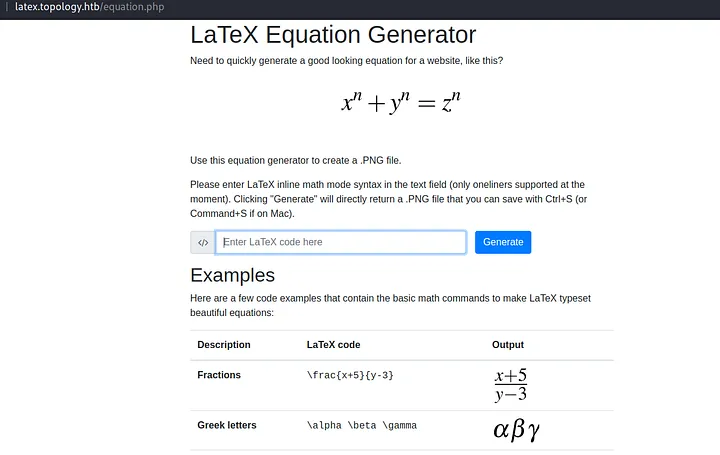 latex.topology.htb/equation.php
LaTeX Equation Generator
Need to quickly generate a good looking equation for a website, like this?
xⁿ + yⁿ = zⁿ
Use this equation generator to create a .PNG file.
Please enter LaTeX inline math mode syntax in the text field (only oneliners supported at the
moment). Clicking "Generate" will directly return a .PNG file that you can save with Ctrl+S (or
Command+S if on Mac).
</> Enter LaTeX code here Generate
Examples
Here are a few code examples that contain the basic math commands to make LaTeX typeset
beautiful equations:
Description LaTeX code Output
Fractions \frac{x+5}{y-3} x+5
y−3
Greek letters \alpha \beta \gamma αβγ